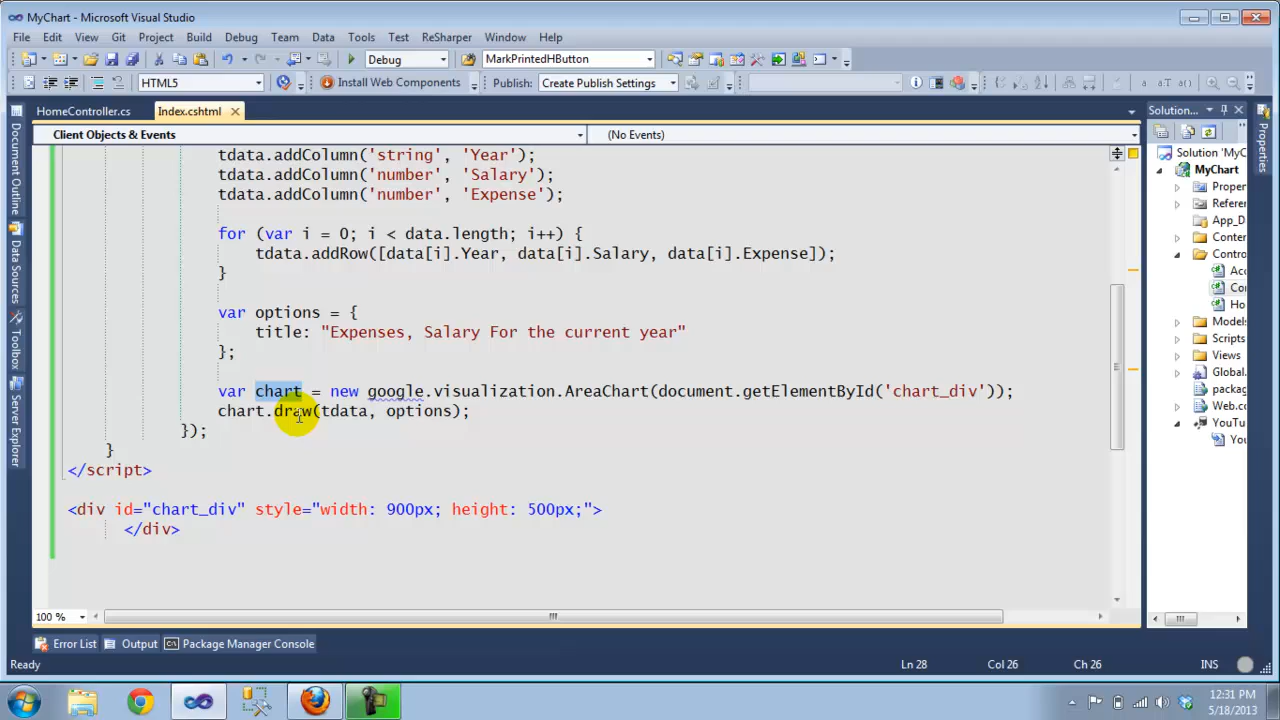 MyChart - Microsoft Visual Studio
File Edit View Git Project Build Debug Team Data Tools Test ReSharper Window Help
Debug MarkPrintedHButton
HTML5 Install Web Components Publish: Create Publish Settings
HomeController.cs Index.cshtml Solution...
Client Objects & Events (No Events)
tdata.addColumn('string', 'Year');
tdata.addColumn('number', 'Salary');
tdata.addColumn('number', 'Expense');
for (var i = 0; i < data.length; i++) {
tdata.addRow([data[i].Year, data[i].Salary, data[i].Expense]);
}
var options = {
title: "Expenses, Salary For the current year"
};
var chart = new google.visualization.AreaChart(document.getElementById('chart_div'));
chart.draw(tdata, options);
});
}
</script>
<div id="chart_div" style="width: 900px; height: 500px;">
</div>
100 %
Document Outline
Data Sources
Toolbox
Server Explorer
Solution 'MyC
MyChart
Proper
Referer
App_D
Conter
Contro
Acc
Co
Ho
Models
Scripts
Views
Global.
packag
Web.co
YouTu
Yo
Properties
Error List Output Package Manager Console
Ready Ln 28 Col 26 Ch 26 INS
12:31 PM
5/18/2013